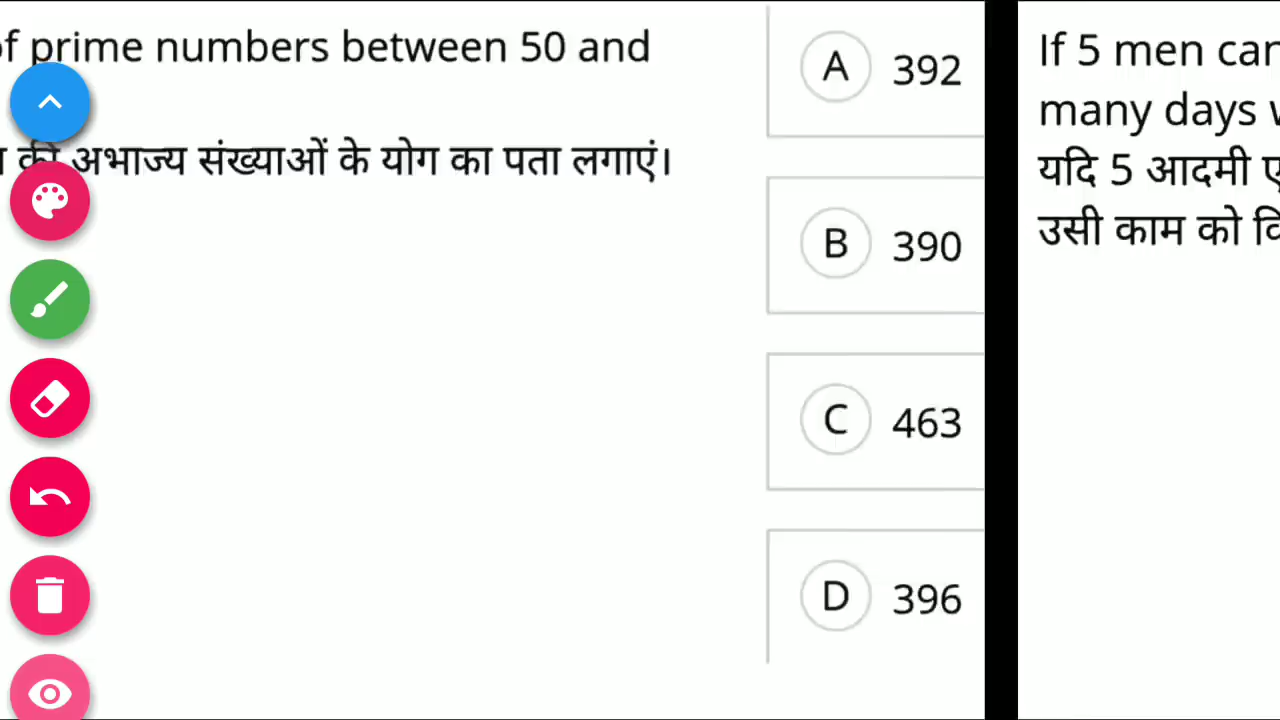 of prime numbers between 50 and
की अभाज्य संख्याओं के योग का पता लगाएं।
A 392
B 390
C 463
D 396
If 5 men can
many days
यदि 5 आदमी
उसी काम को